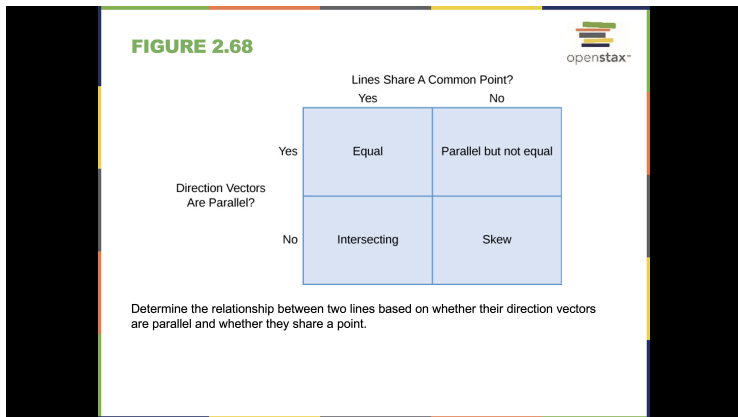 FIGURE 2.68
openstax™
Lines Share A Common Point?
Yes No
Yes Equal Parallel but not equal
Direction Vectors
Are Parallel?
No Intersecting Skew
Determine the relationship between two lines based on whether their direction vectors
are parallel and whether they share a point.